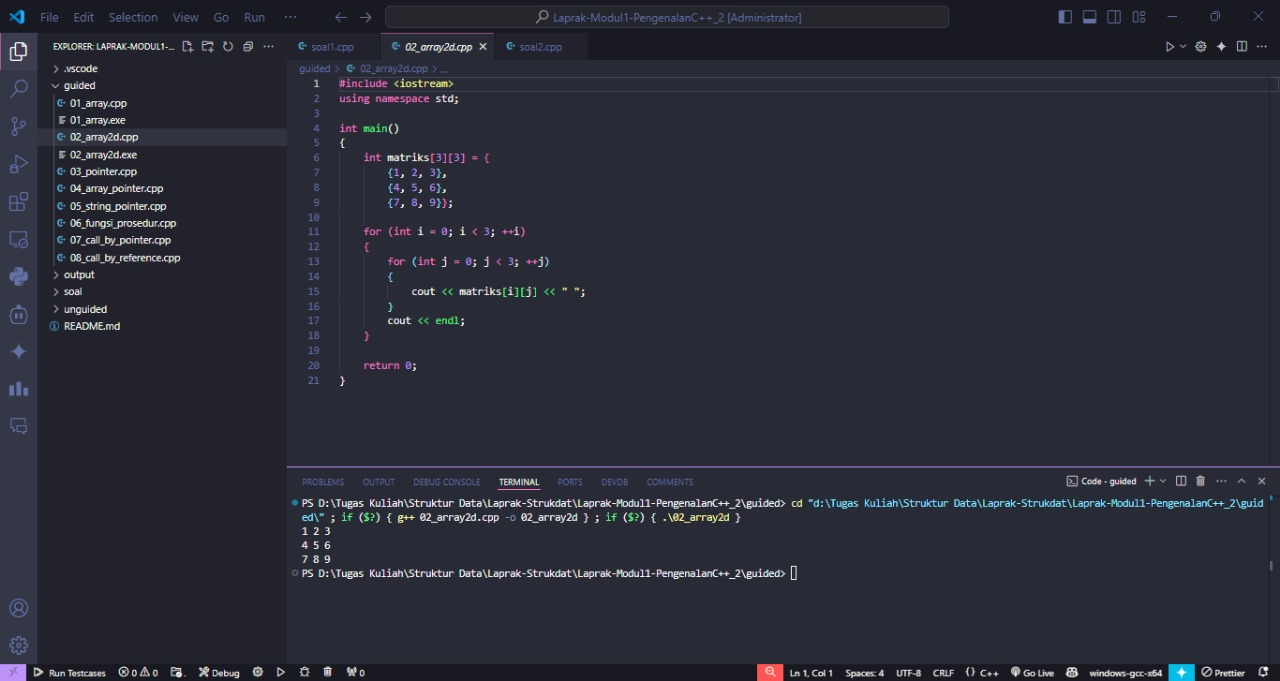 File Edit Selection View Go Run ··· ← → Laprak-Modul1-PengenalanC++_2 [Administrator]
EXPLORER: LAPRAK-MODUL1-...
.vscode
guided
01_array.cpp
01_array.exe
02_array2d.cpp
02_array2d.exe
03_pointer.cpp
04_array_pointer.cpp
05_string_pointer.cpp
06_fungsi_prosedur.cpp
07_call_by_pointer.cpp
08_call_by_reference.cpp
output
soal
unguided
README.md
soal1.cpp 02_array2d.cpp × soal2.cpp
guided > 02_array2d.cpp > ...
1 #include <iostream>
2 using namespace std;
3
4 int main()
5 {
6 int matriks[3][3] = {
7 {1, 2, 3},
8 {4, 5, 6},
9 {7, 8, 9}};
10
11 for (int i = 0; i < 3; ++i)
12 {
13 for (int j = 0; j < 3; ++j)
14 {
15 cout << matriks[i][j] << " ";
16 }
17 cout << endl;
18 }
19
20 return 0;
21 }
PROBLEMS OUTPUT DEBUG CONSOLE TERMINAL PORTS DEVDB COMMENTS Code - guided
PS D:\Tugas Kuliah\Struktur Data\Laprak-Strukdat\Laprak-Modul1-PengenalanC++_2\guided> cd "d:\Tugas Kuliah\Struktur Data\Laprak-Strukdat\Laprak-Modul1-PengenalanC++_2\guid
ed\" ; if ($?) { g++ 02_array2d.cpp -o 02_array2d } ; if ($?) { .\02_array2d }
1 2 3
4 5 6
7 8 9
PS D:\Tugas Kuliah\Struktur Data\Laprak-Strukdat\Laprak-Modul1-PengenalanC++_2\guided>
Run Testcases 0 0 Debug 0 Ln 1, Col 1 Spaces: 4 UTF-8 CRLF {} C++ Go Live windows-gcc-x64 Prettier